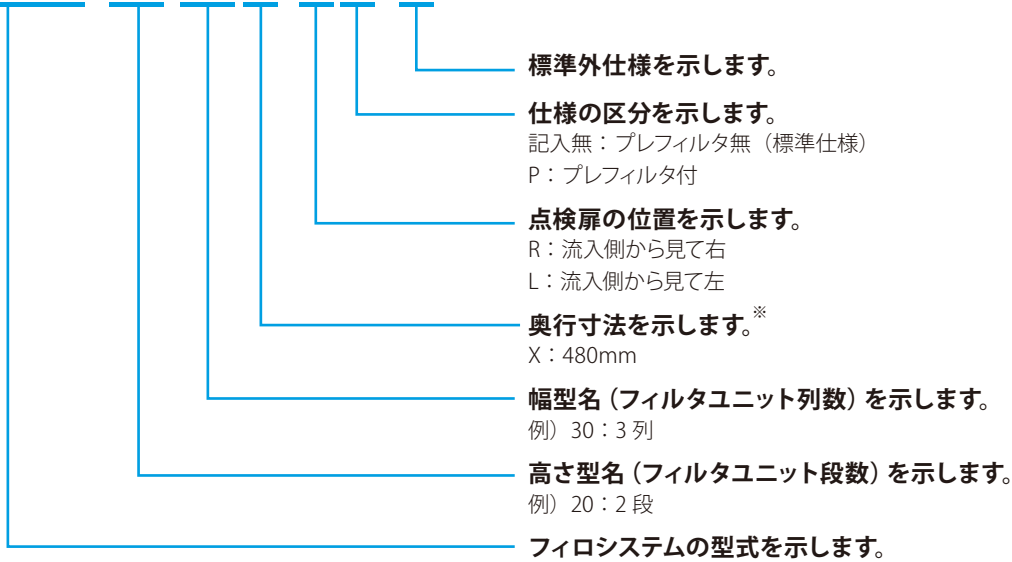 標準外仕様を示します。
仕様の区分を示します。
記入無：プレフィルタ無（標準仕様）
P：プレフィルタ付
点検扉の位置を示します。
R：流入側から見て右
L：流入側から見て左
奥行寸法を示します。※
X：480mm
幅型名（フィルタユニット列数）を示します。
例）30：3列
高さ型名（フィルタユニット段数）を示します。
例）20：2段
フィロシステムの型式を示します。